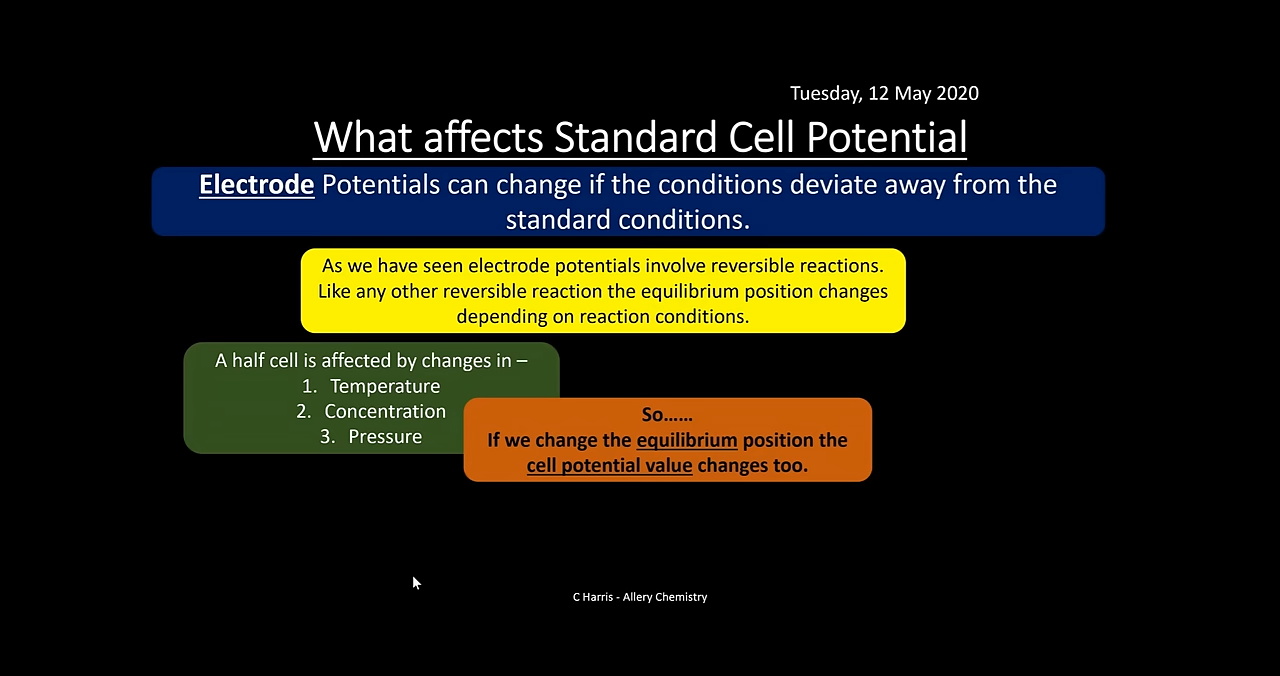 Tuesday, 12 May 2020
What affects Standard Cell Potential
Electrode Potentials can change if the conditions deviate away from the
standard conditions.
As we have seen electrode potentials involve reversible reactions.
Like any other reversible reaction the equilibrium position changes
depending on reaction conditions.
A half cell is affected by changes in –
1. Temperature
2. Concentration
3. Pressure
So......
If we change the equilibrium position the
cell potential value changes too.
C Harris - Allery Chemistry